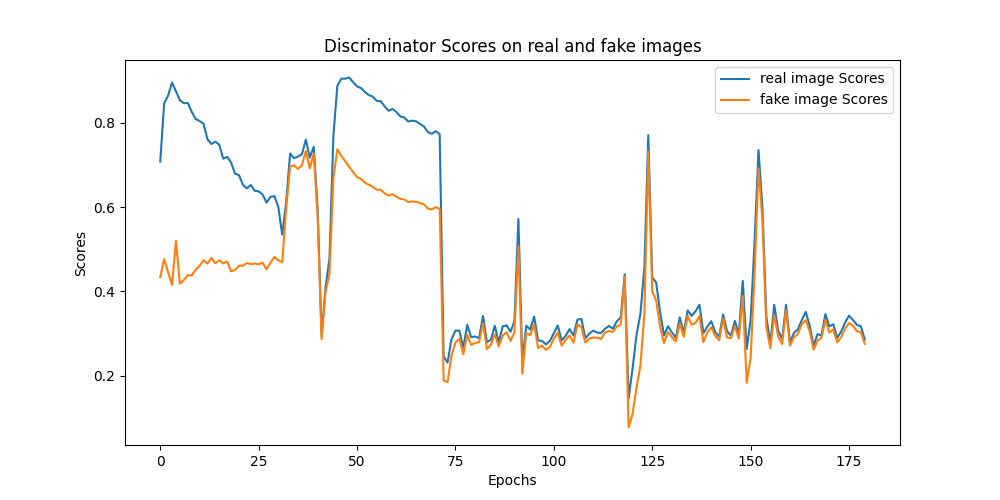 Discriminator Scores on real and fake images
real image Scores
fake image Scores
Scores
0.8
0.6
0.4
0.2
0 25 50 75 100 125 150 175
Epochs